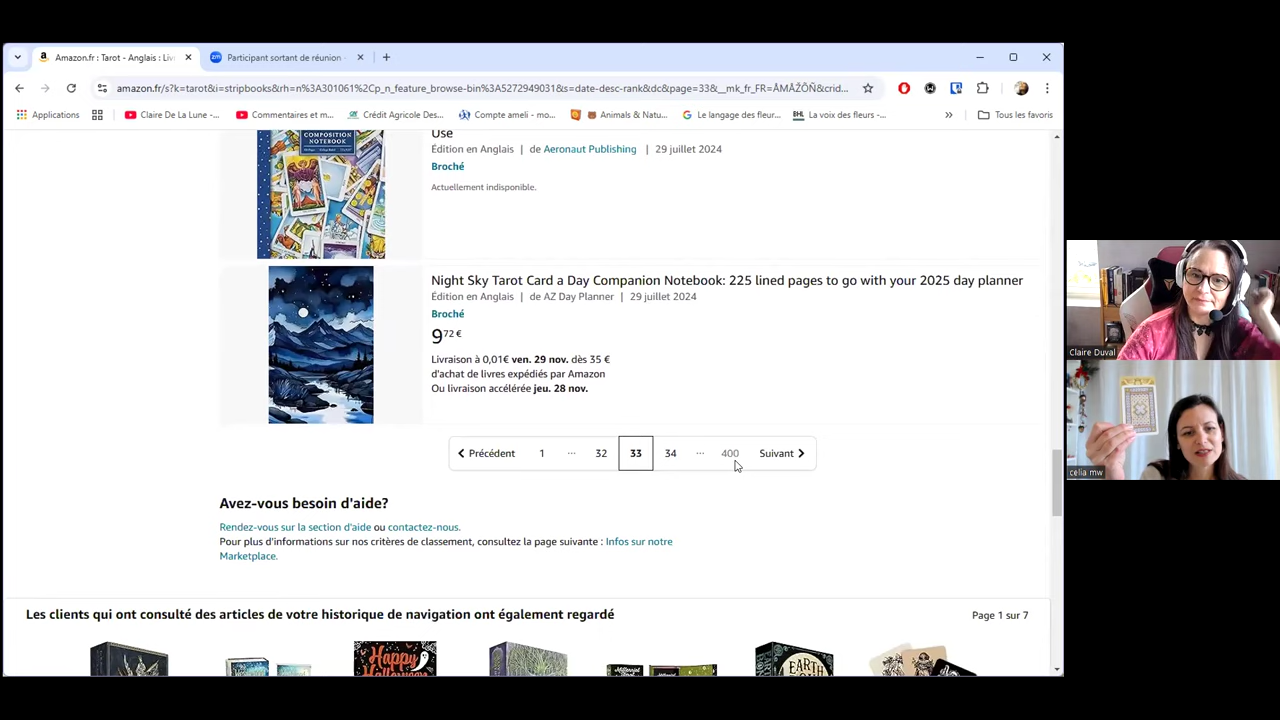 Amazon.fr : Tarot - Anglais : Livr
Participant sortant de réunion -
amazon.fr/s?k=tarot&i=stripbooks&rh=n%3A301061%2Cp_n_feature_browse-bin%3A5272949031&s=date-desc-rank&dc&page=33&__mk_fr_FR=ÅMÅŽÕÑ&crid...
Applications
Claire De La Lune -...
Commentaires et m...
Crédit Agricole Des...
Compte ameli - mo...
Animals & Natu...
Le langage des fleur...
BHL La voix des fleurs -...
»
Tous les favoris
COMPOSITION
NOTEBOOK
Use
Édition en Anglais | de Aeronaut Publishing | 29 juillet 2024
Broché
Actuellement indisponible.
Night Sky Tarot Card a Day Companion Notebook: 225 lined pages to go with your 2025 day planner
Édition en Anglais | de AZ Day Planner | 29 juillet 2024
Broché
9 72 €
Livraison à 0,01€ ven. 29 nov. dès 35 €
d'achat de livres expédiés par Amazon
Ou livraison accélérée jeu. 28 nov.
Claire Duval
celia mw
Précédent 1 ... 32 33 34 ... 400 Suivant
Avez-vous besoin d'aide?
Rendez-vous sur la section d'aide ou contactez-nous.
Pour plus d'informations sur nos critères de classement, consultez la page suivante : Infos sur notre
Marketplace.
Les clients qui ont consulté des articles de votre historique de navigation ont également regardé
Page 1 sur 7
Happy
Halloween
EARTH